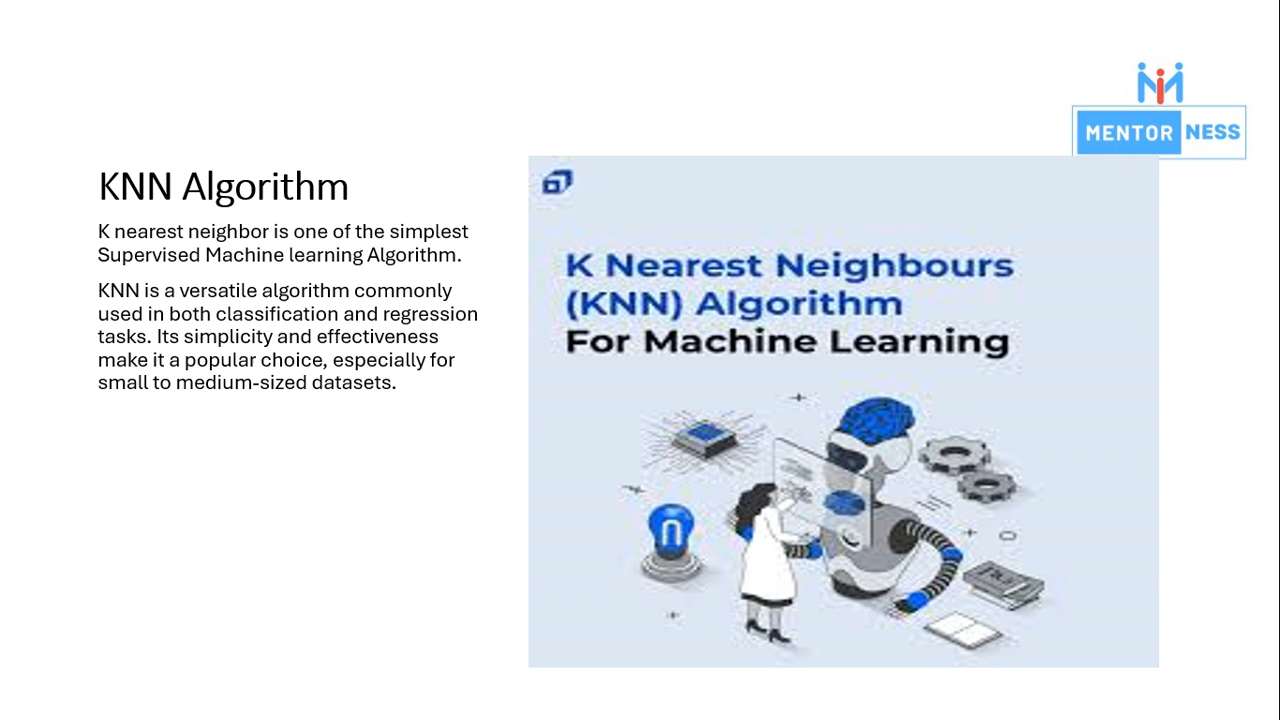 MENTOR NESS
KNN Algorithm
K nearest neighbor is one of the simplest
Supervised Machine learning Algorithm.
KNN is a versatile algorithm commonly
used in both classification and regression
tasks. Its simplicity and effectiveness
make it a popular choice, especially for
small to medium-sized datasets.
K Nearest Neighbours
(KNN) Algorithm
For Machine Learning